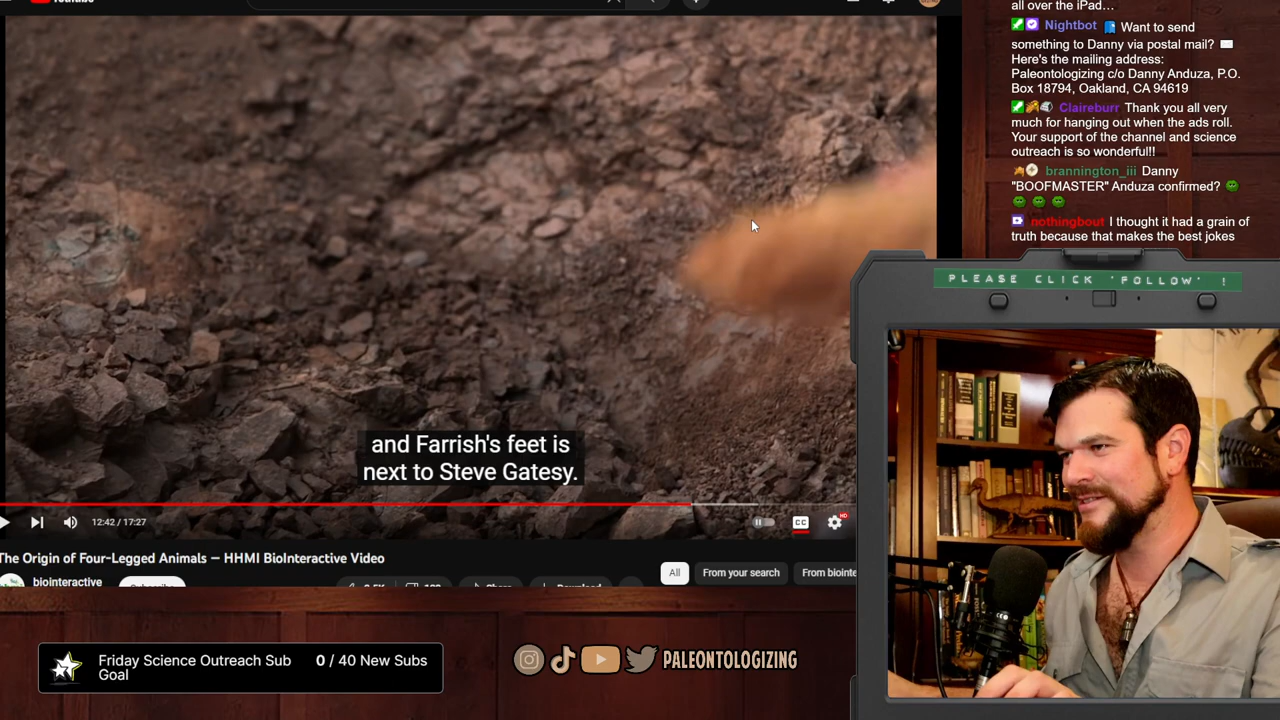 all over the iPad…
Nightbot Want to send
something to Danny via postal mail?
Here's the mailing address:
Paleontologizing c/o Danny Anduza, P.O.
Box 18794, Oakland, CA 94619
Claireburr Thank you all very
much for hanging out when the ads roll.
Your support of the channel and science
outreach is so wonderful!!
brannington_iii Danny
"BOOFMASTER" Anduza confirmed?
nothingbout I thought it had a grain of
truth because that makes the best jokes
PLEASE CLICK 'FOLLOW' !
and Farrish's feet is
next to Steve Gatesy.
12:42 / 17:27
CC
HD
The Origin of Four-Legged Animals – HHMI BioInteractive Video
biointeractive
All
From your search
From biointe
Friday Science Outreach Sub
Goal
0 / 40 New Subs
PALEONTOLOGIZING